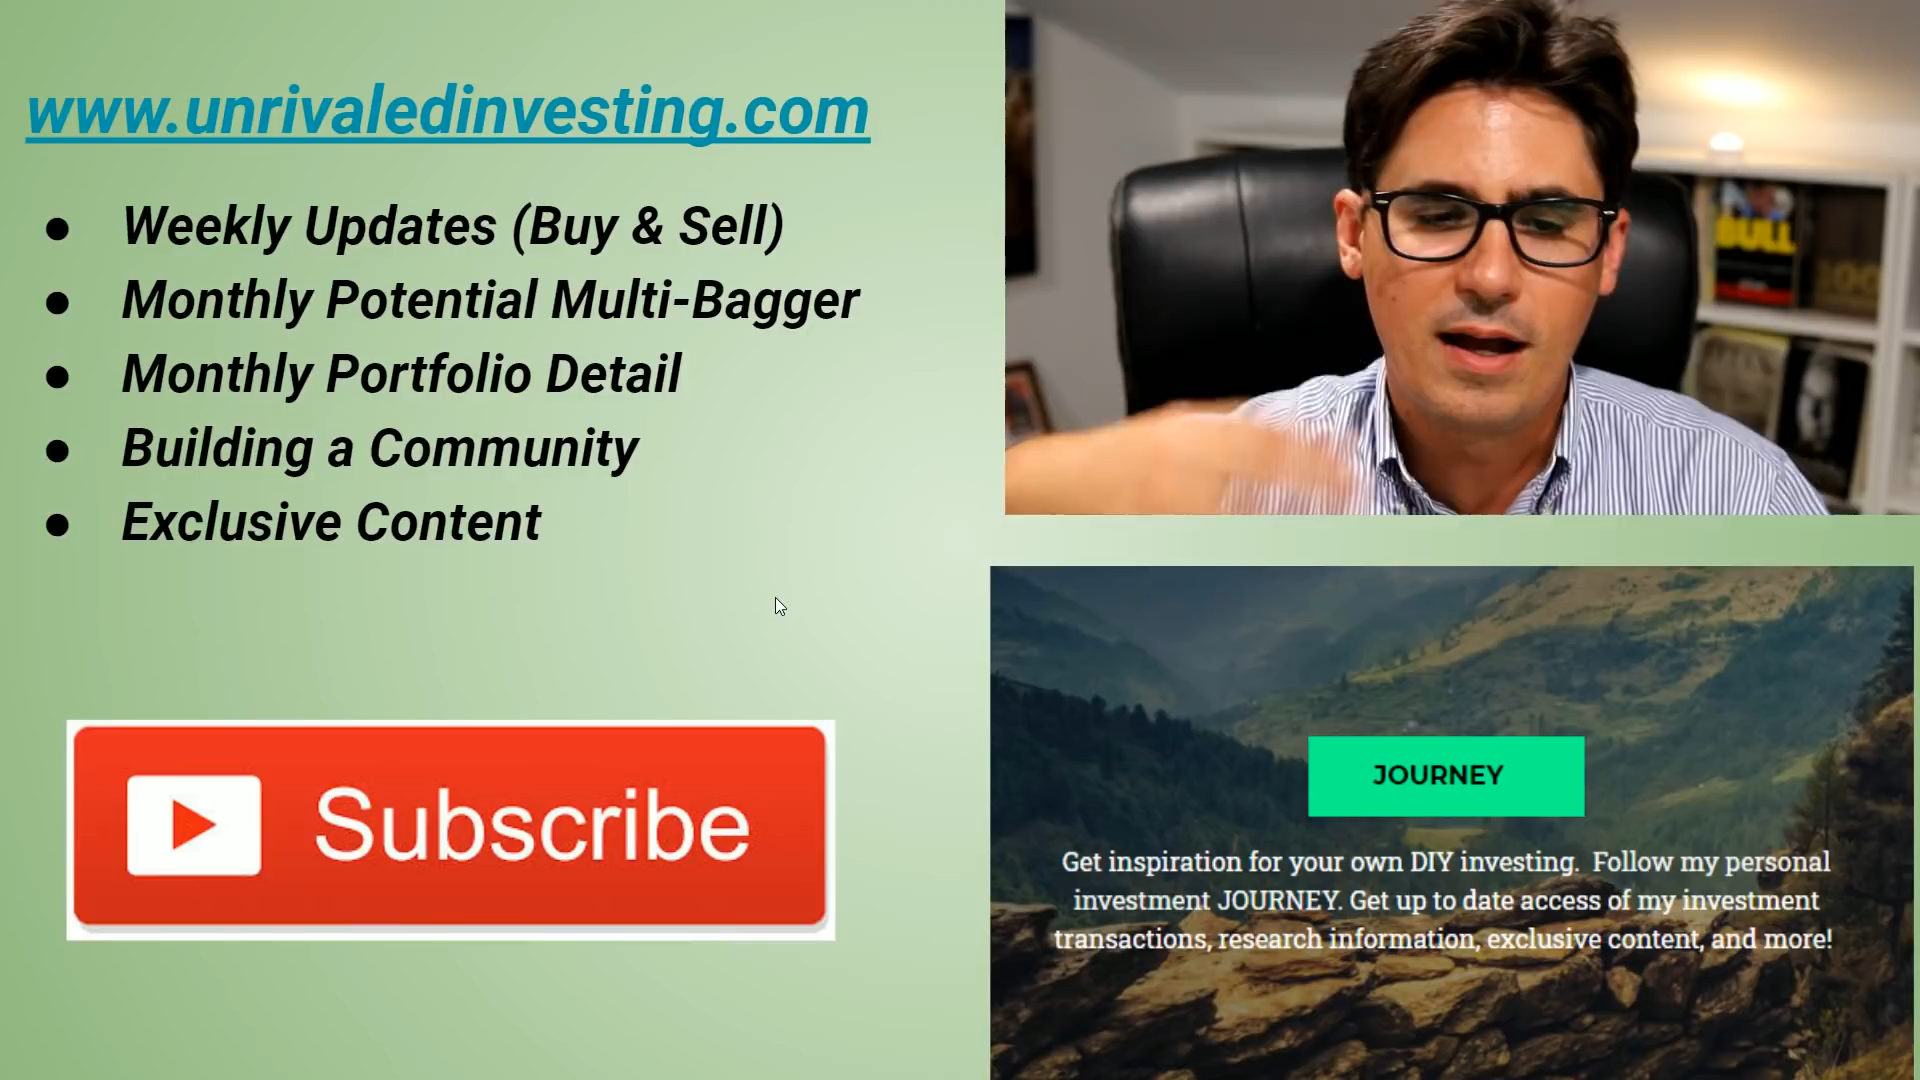 www.unrivaledinvesting.com
● Weekly Updates (Buy & Sell)
● Monthly Potential Multi-Bagger
● Monthly Portfolio Detail
● Building a Community
● Exclusive Content
Subscribe
BULL
100
JOURNEY
Get inspiration for your own DIY investing. Follow my personal
investment JOURNEY. Get up to date access of my investment
transactions, research information, exclusive content, and more!